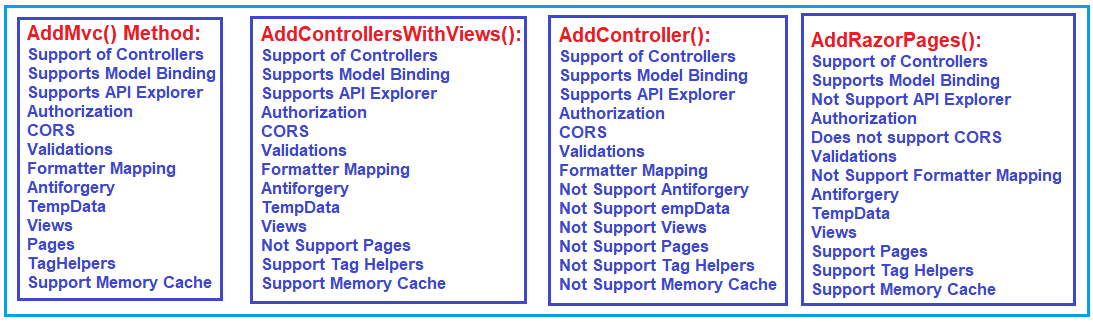 AddMvc() Method:
Support of Controllers
Supports Model Binding
Supports API Explorer
Authorization
CORS
Validations
Formatter Mapping
Antiforgery
TempData
Views
Pages
TagHelpers
Support Memory Cache
AddControllersWithViews():
Support of Controllers
Supports Model Binding
Supports API Explorer
Authorization
CORS
Validations
Formatter Mapping
Antiforgery
TempData
Views
Not Support Pages
Support Tag Helpers
Support Memory Cache
AddController():
Support of Controllers
Supports Model Binding
Supports API Explorer
Authorization
CORS
Validations
Formatter Mapping
Not Support Antiforgery
Not Support empData
Not Support Views
Not Support Pages
Not Support Tag Helpers
Not Support Memory Cache
AddRazorPages():
Support of Controllers
Supports Model Binding
Not Support API Explorer
Authorization
Does not support CORS
Validations
Not Support Formatter Mapping
Antiforgery
TempData
Views
Support Pages
Support Tag Helpers
Support Memory Cache